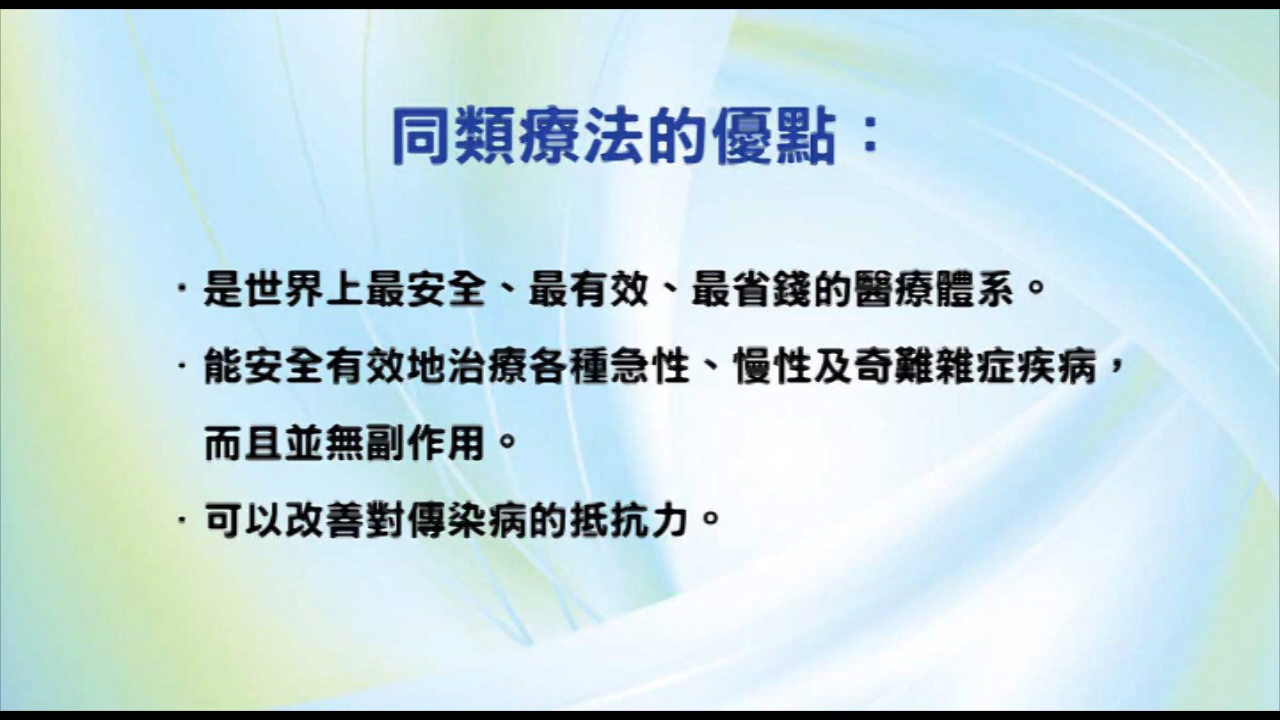 同類療法的優點：
·是世界上最安全、最有效、最省錢的醫療體系。
·能安全有效地治療各種急性、慢性及奇難雜症疾病，
而且並無副作用。
·可以改善對傳染病的抵抗力。